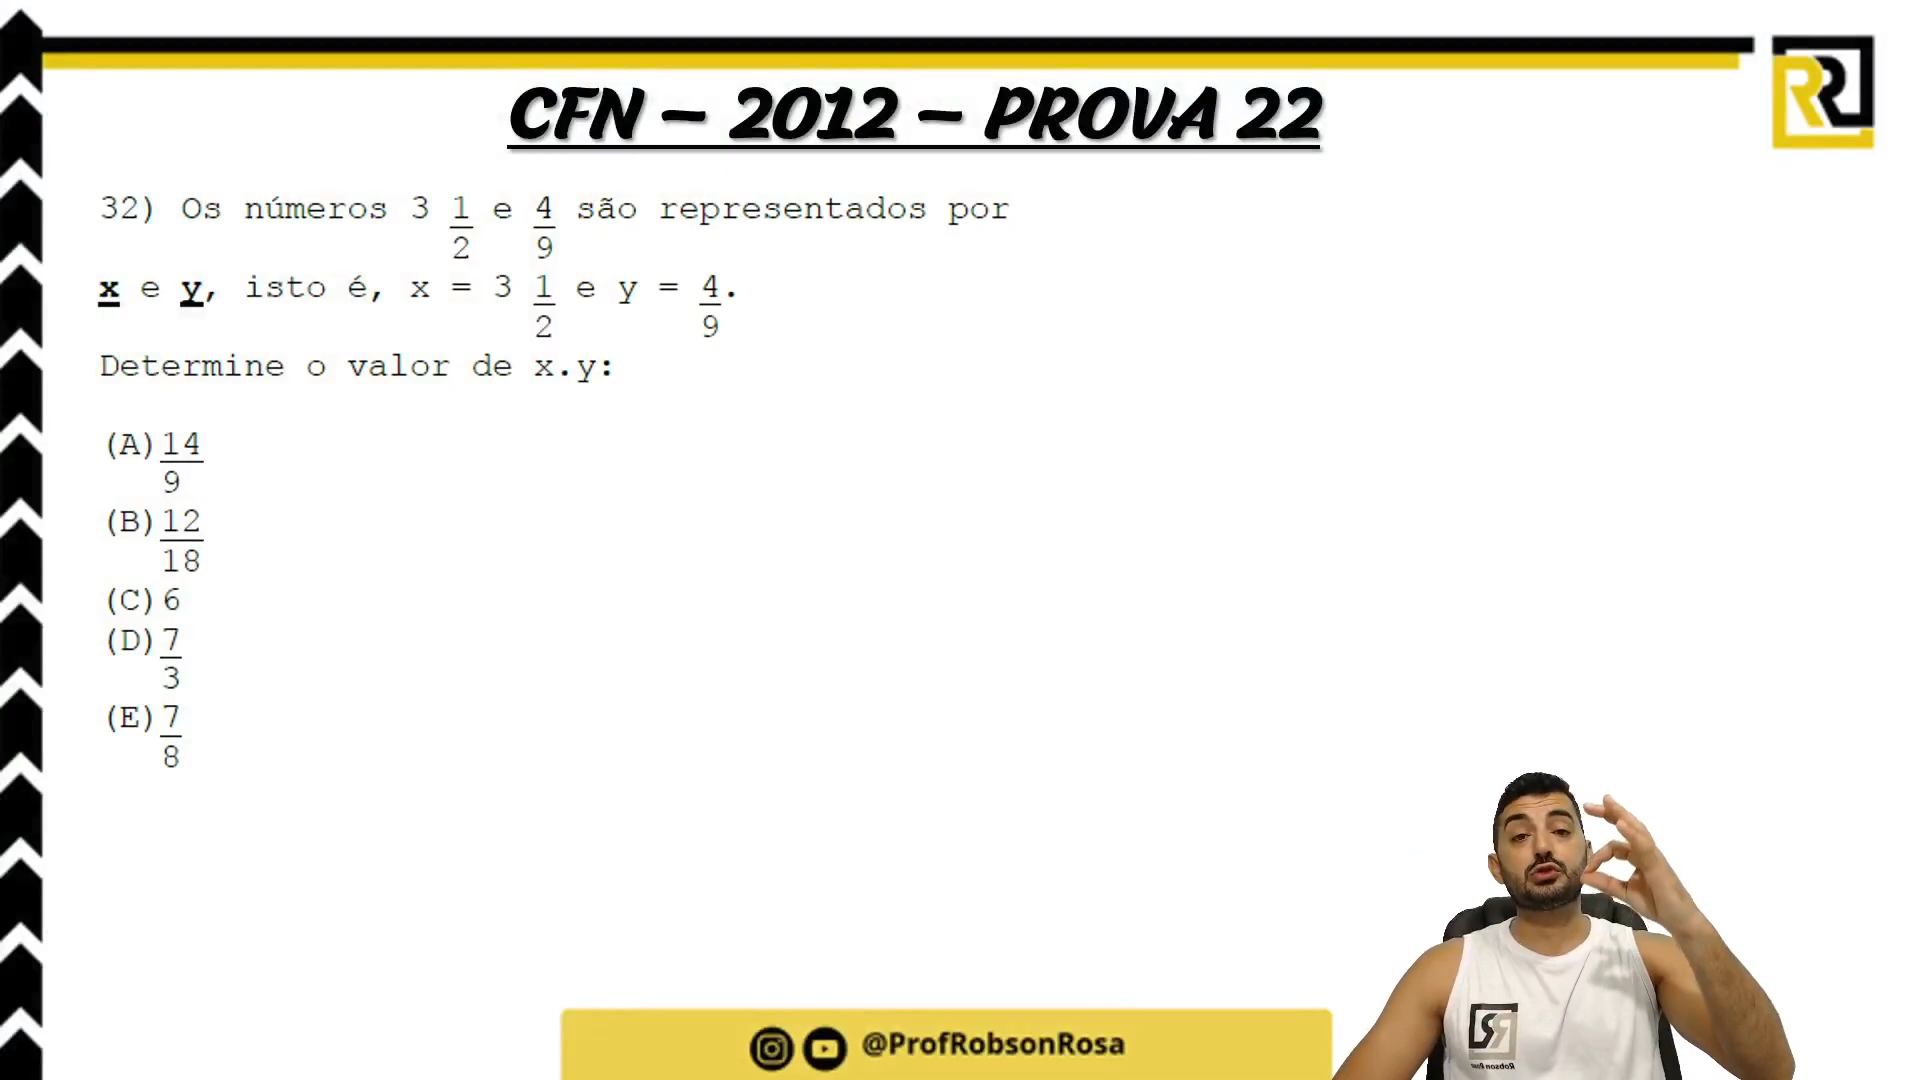 CFN – 2012 – PROVA 22
RR
32) Os números 3 1/2 e 4/9 são representados por
x e y, isto é, x = 3 1/2 e y = 4/9.
Determine o valor de x.y:
(A) 14/9
(B) 12/18
(C) 6
(D) 7/3
(E) 7/8
@ProfRobsonRosa